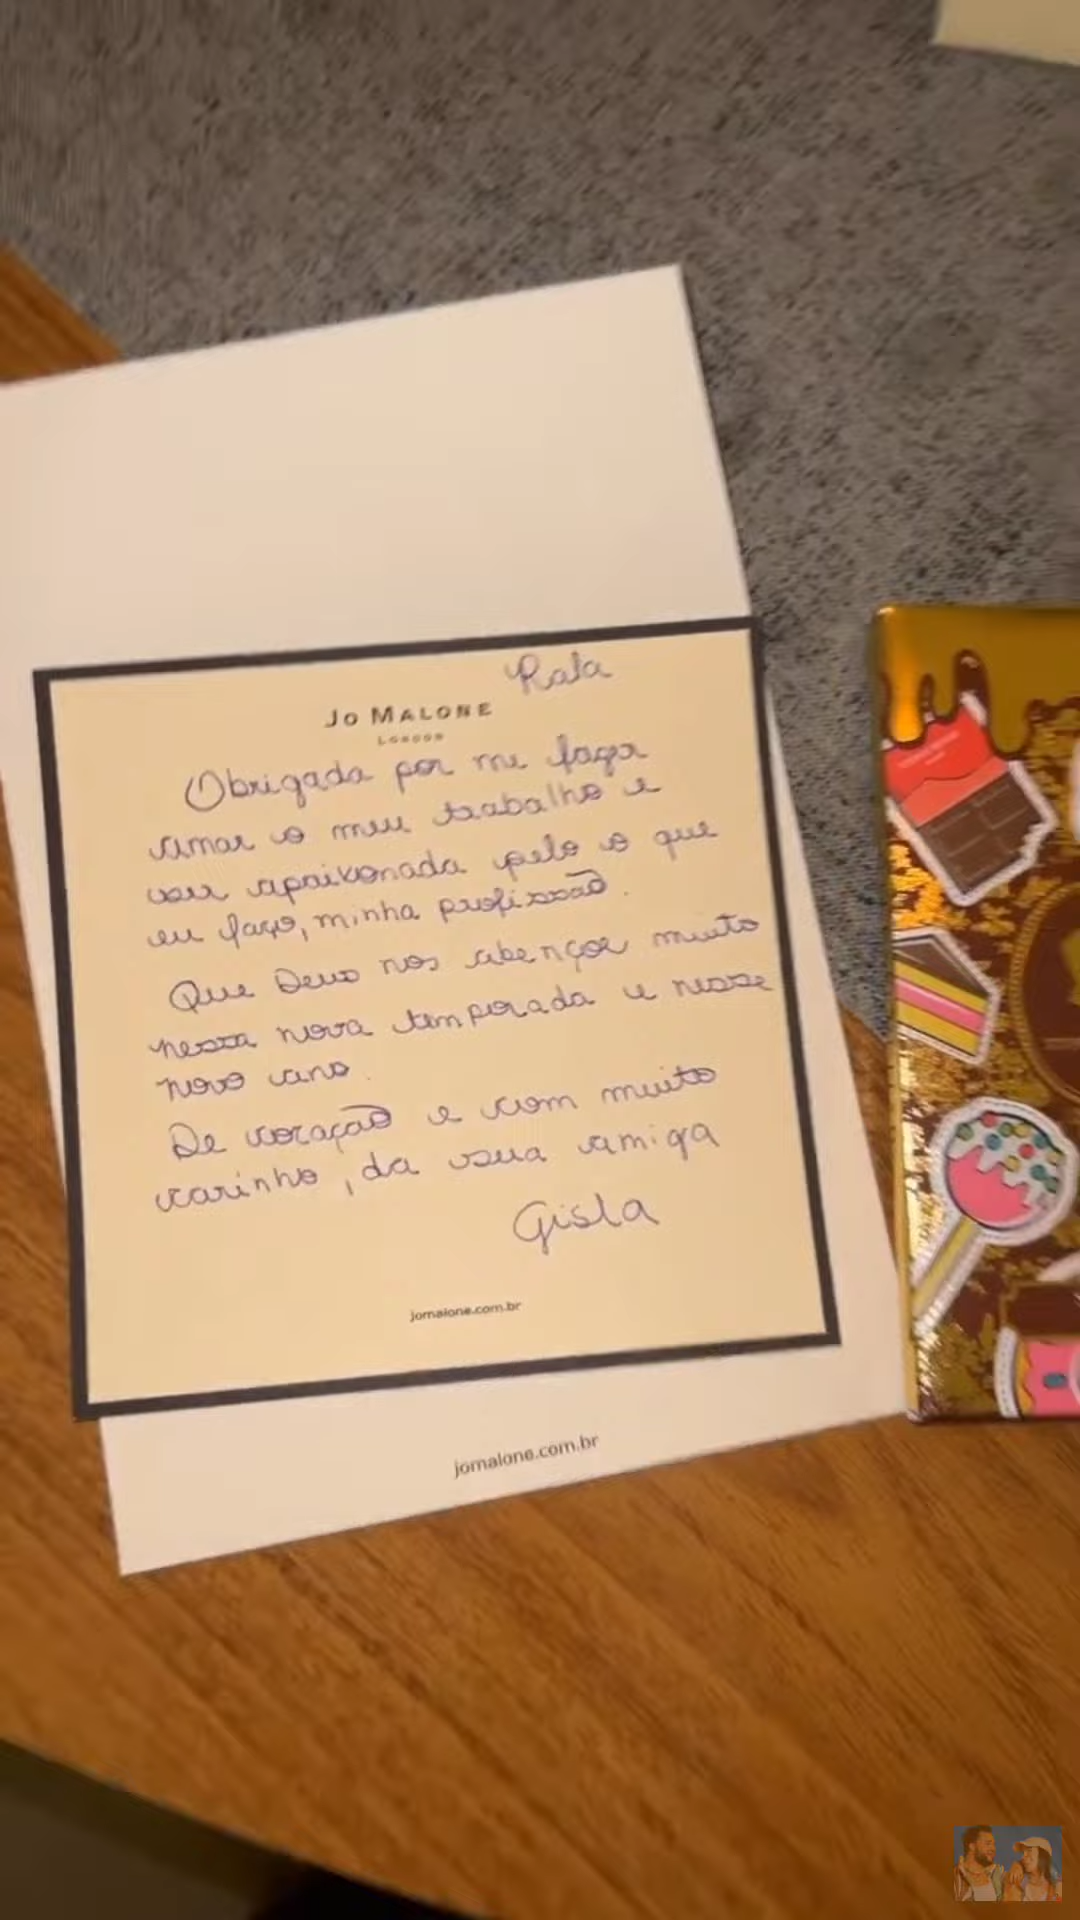 Rafa
JO MALONE
LONDON
Obrigada por me fazer
amar o meu trabalho e
ser apaixonada pelo o que
eu faço, minha profissão.
Que Deus nos abençoe muito
nessa nova temporada e nesse
novo ano.
De coração e com muito
carinho, da sua amiga
Gisla
jomalone.com.br
jomalone.com.br